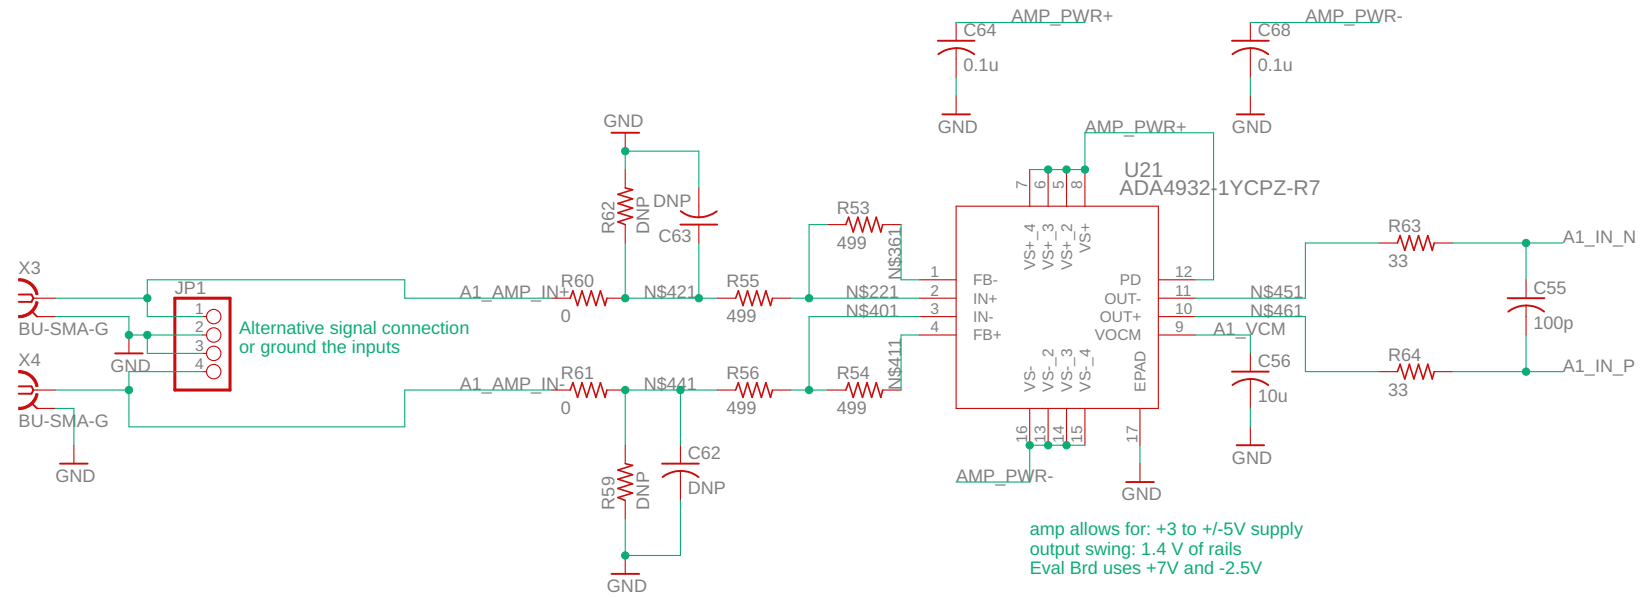 AMP_PWR+
C64
0.1u
GND
AMP_PWR-
C68
0.1u
GND
GND
R62
DNP
DNP
C63
AMP_PWR+
U21
ADA4932-1YCPZ-R7
7
6
5
8
VS+_4
VS+_3
VS+_2
VS+
R53
499
N$361
X3
BU-SMA-G
JP1
1
2
3
4
Alternative signal connection
or ground the inputs
GND
X4
BU-SMA-G
GND
A1_AMP_IN+
R60
0
N$421
R55
499
N$221
N$401
A1_AMP_IN-
R61
0
N$441
R56
499
R54
499
N$411
1
2
3
4
FB-
IN+
IN-
FB+
PD
OUT-
OUT+
VOCM
12
11
10
9
N$451
N$461
A1_VCM
C56
10u
GND
R63
33
A1_IN_N
C55
100p
R64
33
A1_IN_P
VS-
VS-_2
VS-_3
VS-_4
EPAD
16
13
14
15
17
AMP_PWR-
GND
R59
DNP
C62
DNP
GND
amp allows for: +3 to +/-5V supply
output swing: 1.4 V of rails
Eval Brd uses +7V and -2.5V